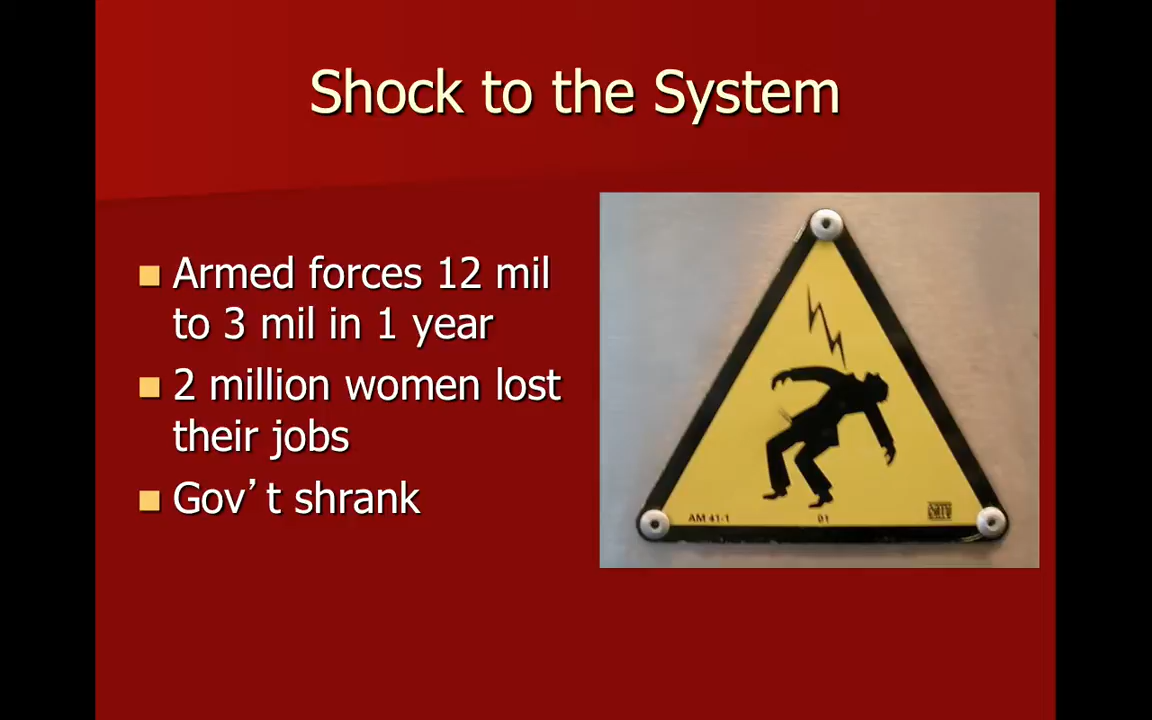 Shock to the System
Armed forces 12 mil
to 3 mil in 1 year
2 million women lost
their jobs
Gov’t shrank
AM 41-1
01